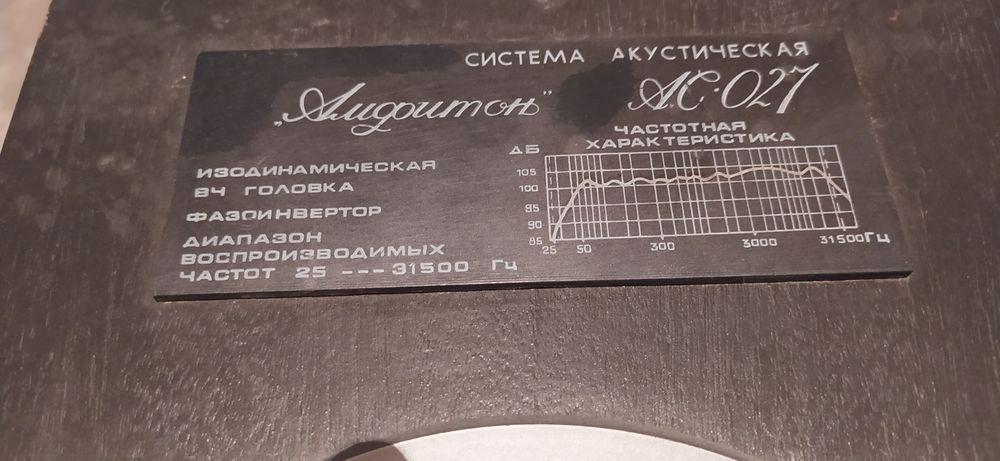 СИСТЕМА АКУСТИЧЕСКАЯ
„Амфитон" АС-027
ИЗОДИНАМИЧЕСКАЯ
ВЧ ГОЛОВКА
ФАЗОИНВЕРТОР
ДИАПАЗОН
ВОСПРОИЗВОДИМЫХ
ЧАСТОТ 25 --- 31500 Гц
ЧАСТОТНАЯ
ХАРАКТЕРИСТИКА
ДБ
105
100
95
90
85
25 50 300 3000 31500Гц